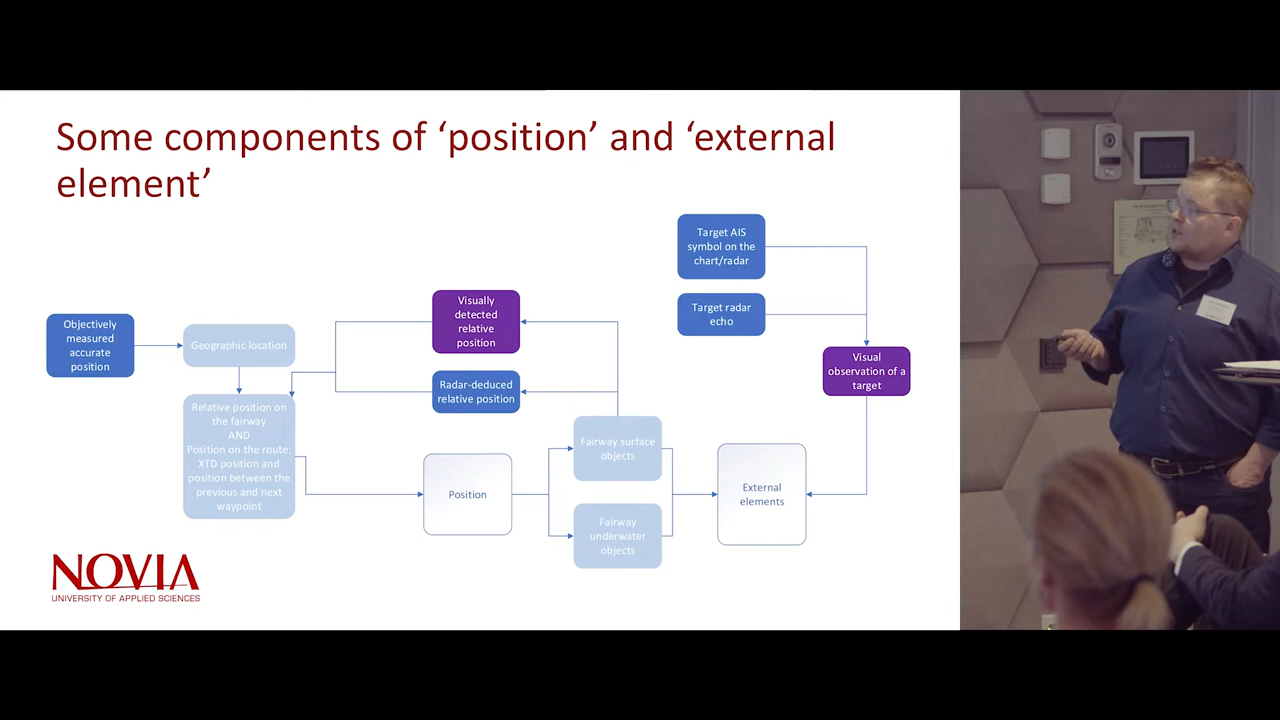 Some components of ‘position’ and ‘external
element’
Target AIS
symbol on the
chart/radar
Target radar
echo
Visually
detected
relative
position
Objectively
measured
accurate
position
Geographic location
Visual
observation of a
target
Radar-deduced
relative position
Relative position on
the fairway
AND
Position on the route:
XTD position and
position between the
previous and next
waypoint
Fairway surface
objects
Position
External
elements
Fairway
underwater
objects
NOVIA
UNIVERSITY OF APPLIED SCIENCES